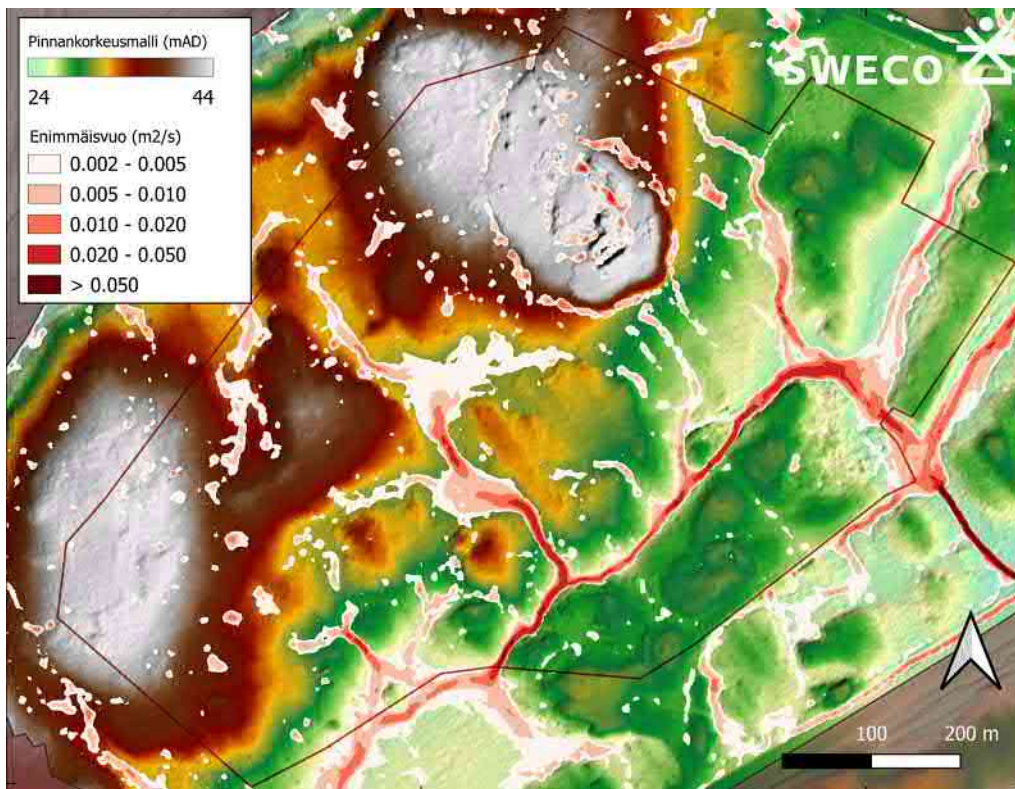 Pinnankorkeusmalli (mAD)
24 44
Enimmäisvuo (m2/s)
0.002 - 0.005
0.005 - 0.010
0.010 - 0.020
0.020 - 0.050
> 0.050
SWECO
100 200 m